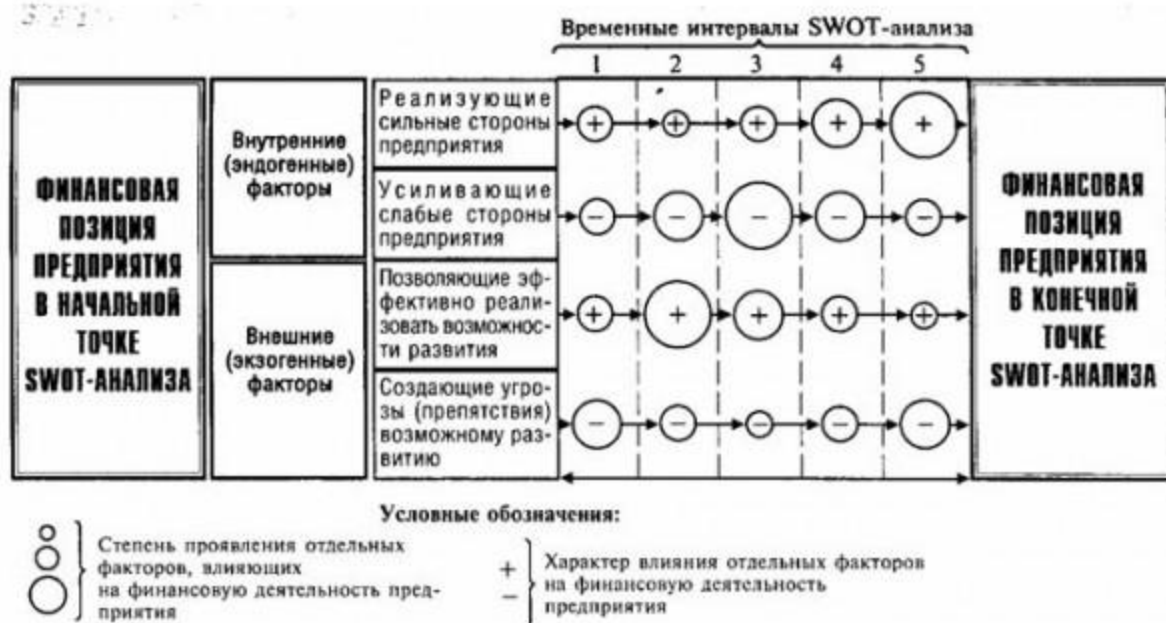 Временные интервалы SWOT-анализа
1 2 3 4 5
ФИНАНСОВАЯ
ПОЗИЦИЯ
ПРЕДПРИЯТИЯ
В НАЧАЛЬНОЙ
ТОЧКЕ
SWOT-АНАЛИЗА
Внутренние
(эндогенные)
факторы
Внешние
(экзогенные)
факторы
Реализующие
сильные стороны
предприятия
+ + + + +
Усиливающие
слабые стороны
предприятия
− − − − −
Позволяющие эф-
фективно реали-
зовать возможнос-
ти развития
+ + + + +
Создающие угро-
зы (препятствия)
возможному раз-
витию
− − − − −
ФИНАНСОВАЯ
ПОЗИЦИЯ
ПРЕДПРИЯТИЯ
В КОНЕЧНОЙ
ТОЧКЕ
SWOT-АНАЛИЗА
Условные обозначения:
Степень проявления отдельных
факторов, влияющих
на финансовую деятельность пред-
приятия
+
−
Характер влияния отдельных факторов
на финансовую деятельность
предприятия